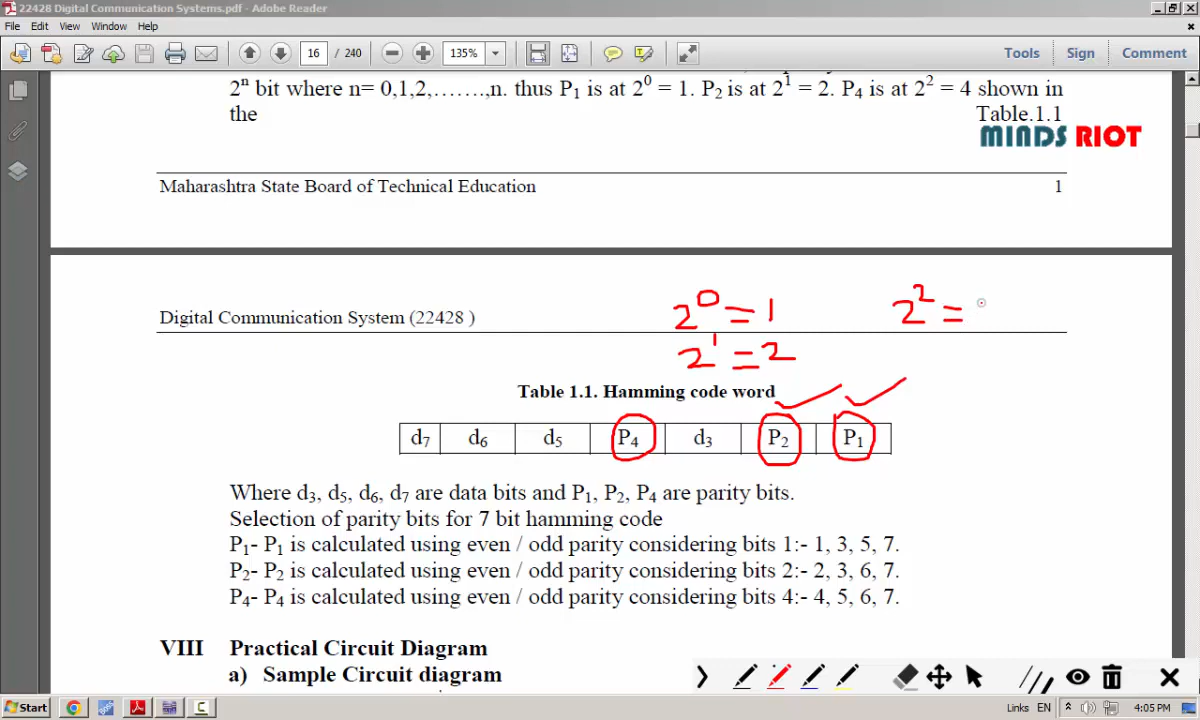 22428 Digital Communication Systems.pdf - Adobe Reader
File Edit View Window Help
16 / 240 135% Tools Sign Comment
2ⁿ bit where n= 0,1,2,…….,n. thus P₁ is at 2⁰ = 1. P₂ is at 2¹ = 2. P₄ is at 2² = 4 shown in
the Table.1.1
MINDS RIOT
Maharashtra State Board of Technical Education 1
2⁰ = 1 2² =
Digital Communication System (22428 )
2¹ = 2
Table 1.1. Hamming code word
d₇ d₆ d₅ P₄ d₃ P₂ P₁
Where d₃, d₅, d₆, d₇ are data bits and P₁, P₂, P₄ are parity bits.
Selection of parity bits for 7 bit hamming code
P₁- P₁ is calculated using even / odd parity considering bits 1:- 1, 3, 5, 7.
P₂- P₂ is calculated using even / odd parity considering bits 2:- 2, 3, 6, 7.
P₄- P₄ is calculated using even / odd parity considering bits 4:- 4, 5, 6, 7.
VIII Practical Circuit Diagram
a) Sample Circuit diagram
Start Links EN 4:05 PM